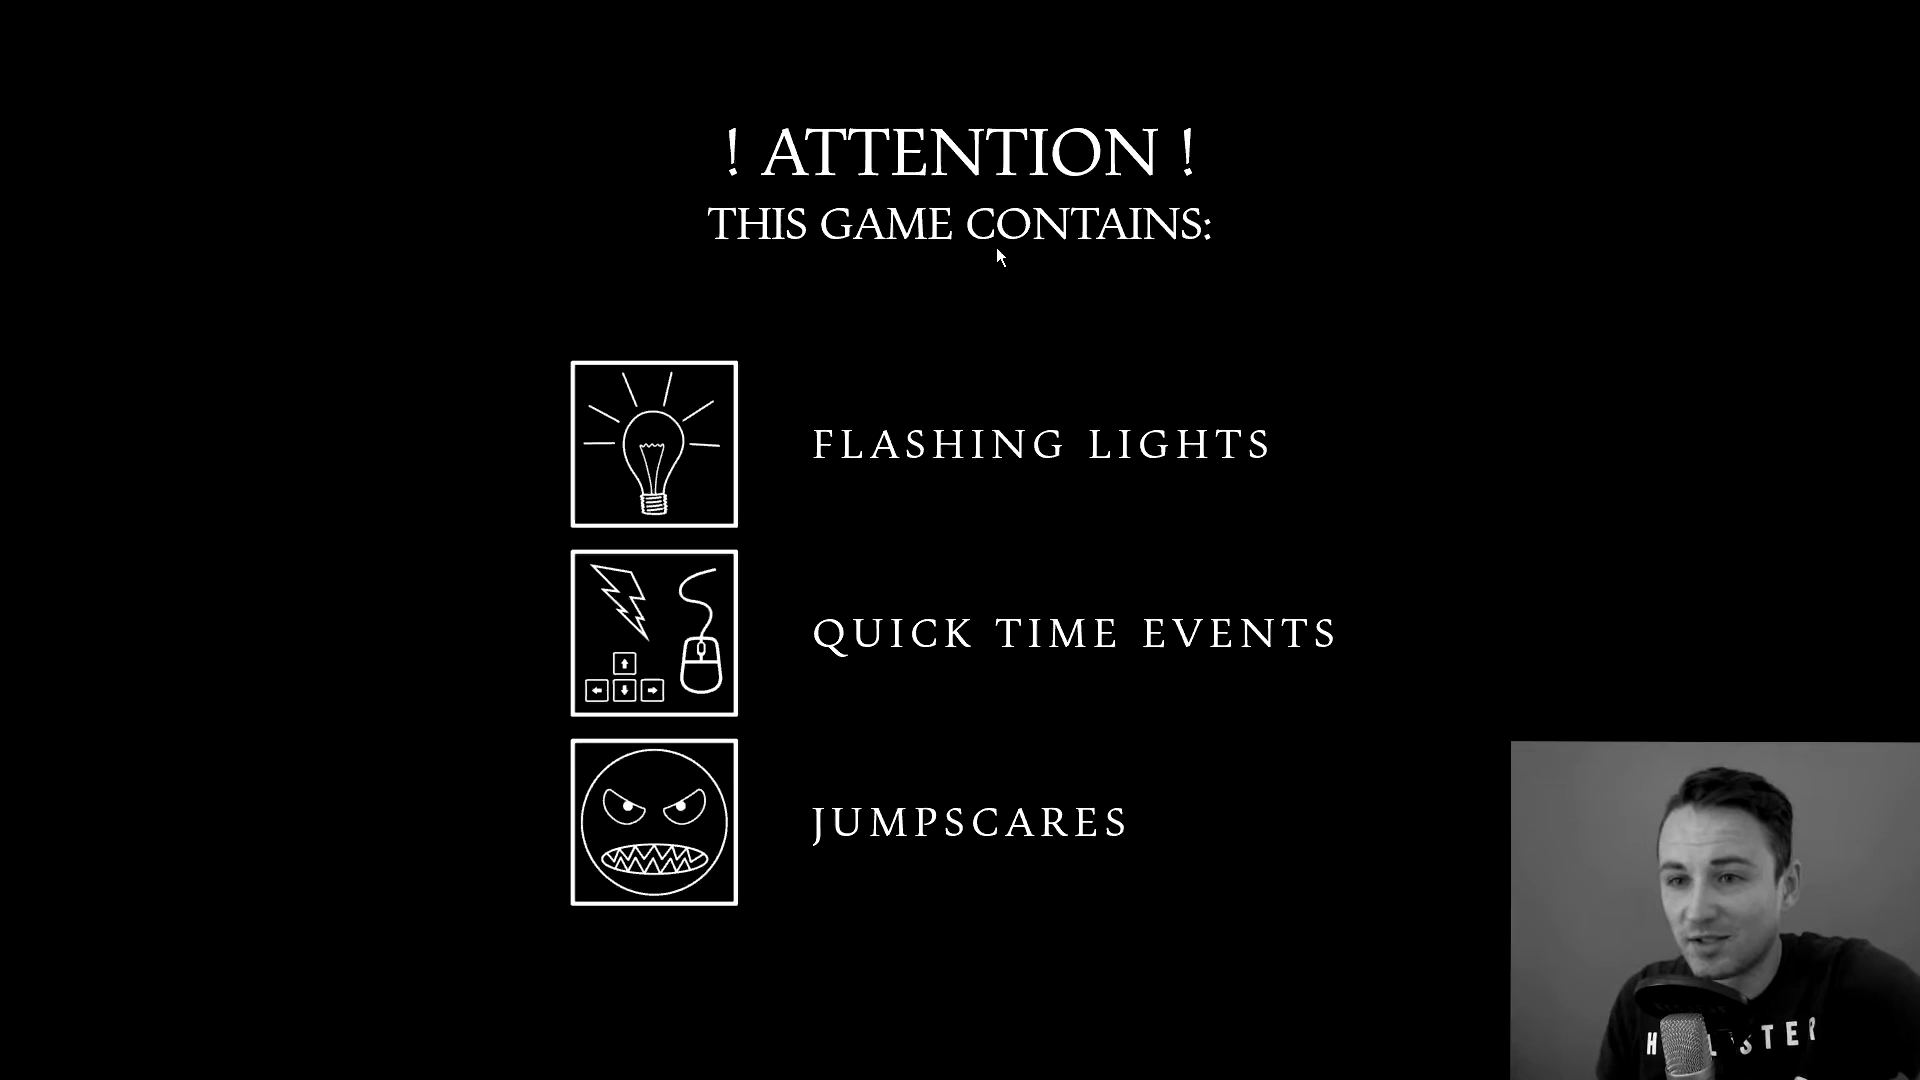 ! ATTENTION !
THIS GAME CONTAINS:
FLASHING LIGHTS
QUICK TIME EVENTS
JUMPSCARES